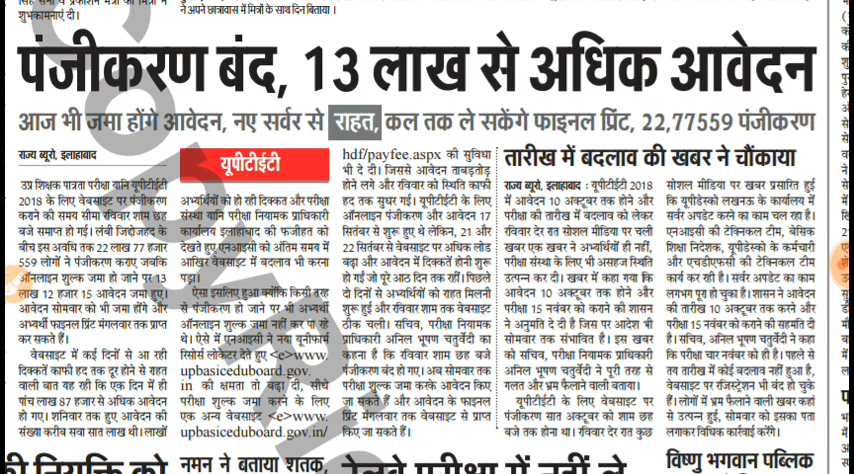 शुभकामनाएं दी।
ने अपने छात्रावास में मित्रों के साथ दिन बिताया।
पंजीकरण बंद, 13 लाख से अधिक आवेदन
आज भी जमा होंगे आवेदन, नए सर्वर से राहत, कल तक ले सकेंगे फाइनल प्रिंट, 22,77559 पंजीकरण
राज्य ब्यूरो, इलाहाबाद
उप्र शिक्षक पात्रता परीक्षा यानि यूपीटीईटी
2018 के लिए वेबसाइट पर पंजीकरण
कराने की समय सीमा रविवार शाम छह
बजे समाप्त हो गई। लंबी जिद्दोजहद के
बीच इस अवधि तक 22 लाख 77 हजार
559 लोगों ने पंजीकरण कराए जबकि
ऑनलाइन शुल्क जमा हो जाने पर 13
लाख 12 हजार 15 आवेदन जमा हुए।
आवेदन सोमवार को भी जमा होंगे और
अभ्यर्थी फाइनल प्रिंट मंगलवार तक प्राप्त
कर सकते हैं।
वेबसाइट में कई दिनों से आ रही
दिक्कतें काफी हद तक दूर होने से राहत
वाली बात यह रही कि एक दिन में ही
पांच लाख 87 हजार से अधिक आवेदन
हो गए। शनिवार तक हुए आवेदन की
संख्या करीब सवा सात लाख थी। लाखों
यूपीटीईटी
अभ्यर्थियों को हो रही दिक्कत और परीक्षा
संस्था यानि परीक्षा नियामक प्राधिकारी
कार्यालय इलाहाबाद की फजीहत को
देखते हुए एनआइसी को अंतिम समय में
आखिर वेबसाइट में बदलाव भी करना
पड़ा।
ऐसा इसलिए हुआ क्योंकि किसी तरह
से पंजीकरण हो जाने पर भी अभ्यर्थी
ऑनलाइन शुल्क जमा नहीं कर पा रहे
थे। ऐसे में एनआइसी ने नया यूनीफार्म
रिसोर्स लोकेटर देते हुए <e>www.
upbasiceduboard.gov.
in की क्षमता तो बढ़ा दी, सीधे
परीक्षा शुल्क जमा करने के लिए
एक अन्य वेबसाइट <e>www.
upbasiceduboard.gov.in/
hdf/payfee.aspx की सुविधा
भी दे दी। जिससे आवेदन ताबड़तोड़
होने लगे और रविवार को स्थिति काफी
हद तक सुधर गई। यूपीटीईटी के लिए
ऑनलाइन पंजीकरण और आवेदन 17
सितंबर से शुरू हुए थे लेकिन, 21 और
22 सितंबर से वेबसाइट पर अधिक लोड
बढ़ा और आवेदन में दिक्कतें होनी शुरू
हो गईं जो पूरे आठ दिन तक रहीं। पिछले
दो दिनों से अभ्यर्थियों को राहत मिलनी
शुरू हुई और रविवार शाम तक वेबसाइट
ठीक चली। सचिव, परीक्षा नियामक
प्राधिकारी अनिल भूषण चतुर्वेदी का
कहना है कि रविवार शाम छह बजे
पंजीकरण बंद हो गए। अब सोमवार तक
परीक्षा शुल्क जमा करके आवेदन किए
जा सकते हैं और आवेदन के फाइनल
प्रिंट मंगलवार तक वेबसाइट से प्राप्त
किए जा सकते हैं।
तारीख में बदलाव की खबर ने चौंकाया
राज्य ब्यूरो, इलाहाबाद : यूपीटीईटी 2018
में आवेदन 10 अक्टूबर तक होने और
परीक्षा की तारीख में बदलाव को लेकर
रविवार देर रात सोशल मीडिया पर चली
खबर एक खबर ने अभ्यर्थियों ही नहीं,
परीक्षा संस्था के लिए भी असहज स्थिति
उत्पन्न कर दी। खबर में कहा गया कि
आवेदन 10 अक्टूबर तक होने और
परीक्षा 15 नवंबर को कराने की शासन
ने अनुमति दे दी है जिस पर आदेश भी
सोमवार तक संभावित है। इस खबर
को सचिव, परीक्षा नियामक प्राधिकारी
अनिल भूषण चतुर्वेदी ने पूरी तरह से
गलत और भ्रम फैलाने वाली बताया।
यूपीटीईटी के लिए वेबसाइट पर
पंजीकरण सात अक्टूबर को शाम छह
बजे तक होना था। रविवार देर रात कुछ
सोशल मीडिया पर खबर प्रसारित हुई
कि यूपीडेस्को लखनऊ के कार्यालय में
सर्वर अपडेट करने का काम चल रहा है।
एनआइसी की टेक्निकल टीम, बेसिक
शिक्षा निदेशक, यूपीडेस्को के कर्मचारी
और एचडीएफसी की टेक्निकल टीम
कार्य कर रही है। सर्वर अपडेट का काम
लगभग पूरा हो चुका है। शासन ने आवेदन
की तारीख 10 अक्टूबर तक करने और
परीक्षा 15 नवंबर को कराने की सहमति दी
है। सचिव, अनिल भूषण चतुर्वेदी ने कहा
कि परीक्षा चार नवंबर को ही है। पहले से
तय तारीख में कोई बदलाव नहीं हुआ है,
वेबसाइट पर रजिस्ट्रेशन भी बंद हो चुके
हैं। लोगों में भ्रम फैलाने वाली खबर कहां
से उत्पन्न हुई, सोमवार को इसका पता
लगाकर विधिक कार्रवाई करेंगे।
की नियुक्ति को
नमन ने बताया शतक,
रेलवे परीक्षा में नहीं ले
विष्णु भगवान पब्लिक